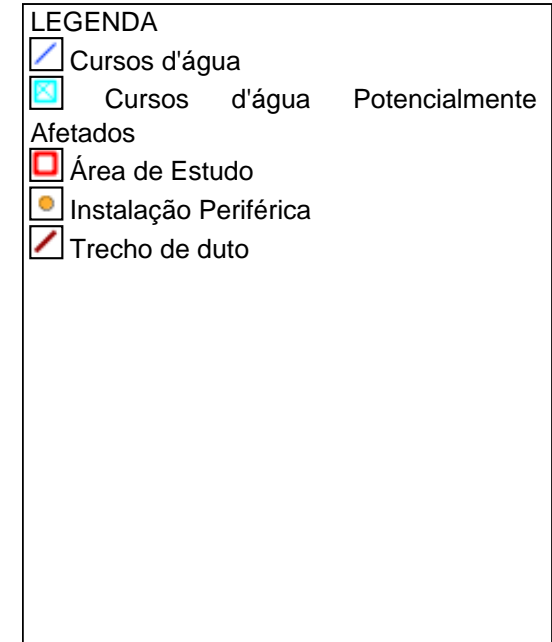 LEGENDA
Cursos d'água
Cursos d'água Potencialmente
Afetados
Área de Estudo
Instalação Periférica
Trecho de duto